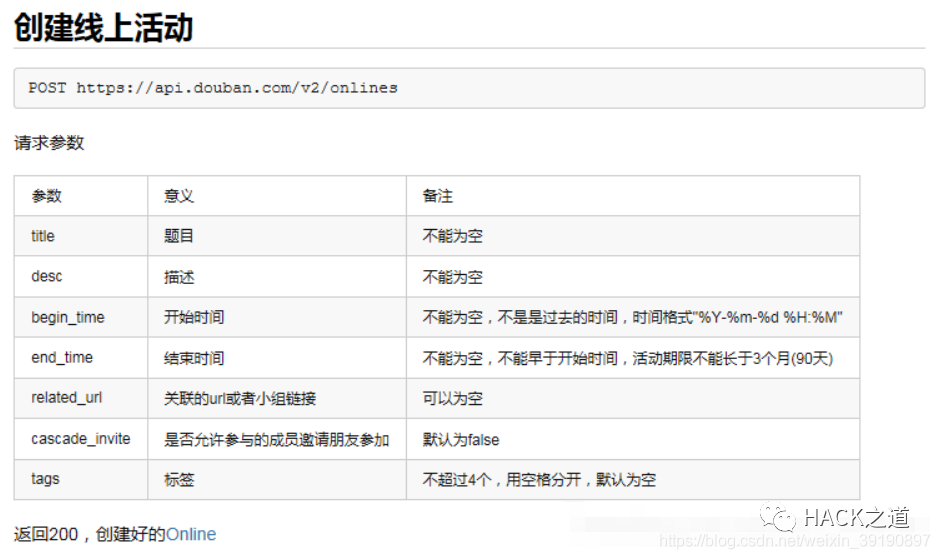 创建线上活动
POST https://api.douban.com/v2/onlines
请求参数
参数 意义 备注
title 题目 不能为空
desc 描述 不能为空
begin_time 开始时间 不能为空，不是是过去的时间，时间格式"%Y-%m-%d %H:%M"
end_time 结束时间 不能为空，不能早于开始时间，活动期限不能长于3个月(90天)
related_url 关联的url或者小组链接 可以为空
cascade_invite 是否允许参与的成员邀请朋友参加 默认为false
tags 标签 不超过4个，用空格分开，默认为空
返回200，创建好的Online
HACK之道
https://blog.csdn.net/weixin_39190897